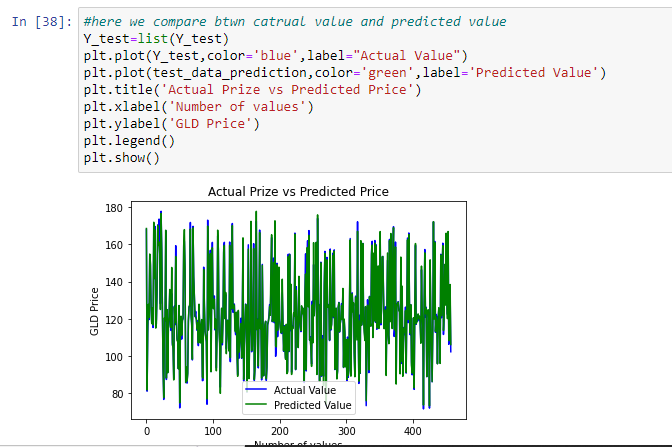 In [38]: #here we compare btwn catrual value and predicted value
Y_test=list(Y_test)
plt.plot(Y_test,color='blue',label="Actual Value")
plt.plot(test_data_prediction,color='green',label='Predicted Value')
plt.title('Actual Prize vs Predicted Price')
plt.xlabel('Number of values')
plt.ylabel('GLD Price')
plt.legend()
plt.show()
Actual Prize vs Predicted Price
180
160
140
120
100
80
GLD Price
Actual Value
Predicted Value
0 100 200 300 400
Number of values